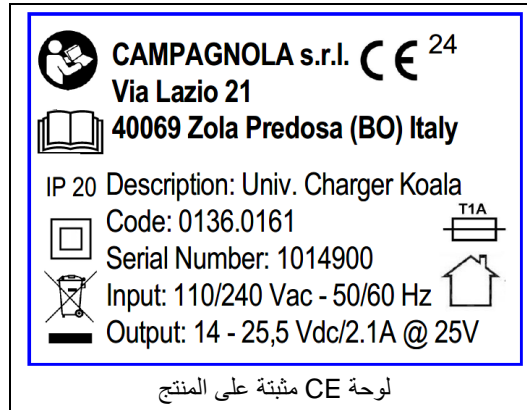 CAMPAGNOLA s.r.l. CE 24
Via Lazio 21
40069 Zola Predosa (BO) Italy
IP 20 Description: Univ. Charger Koala
Code: 0136.0161
T1A
Serial Number: 1014900
Input: 110/240 Vac - 50/60 Hz
Output: 14 - 25,5 Vdc/2.1A @ 25V
لوحة CE مثبتة على المنتج